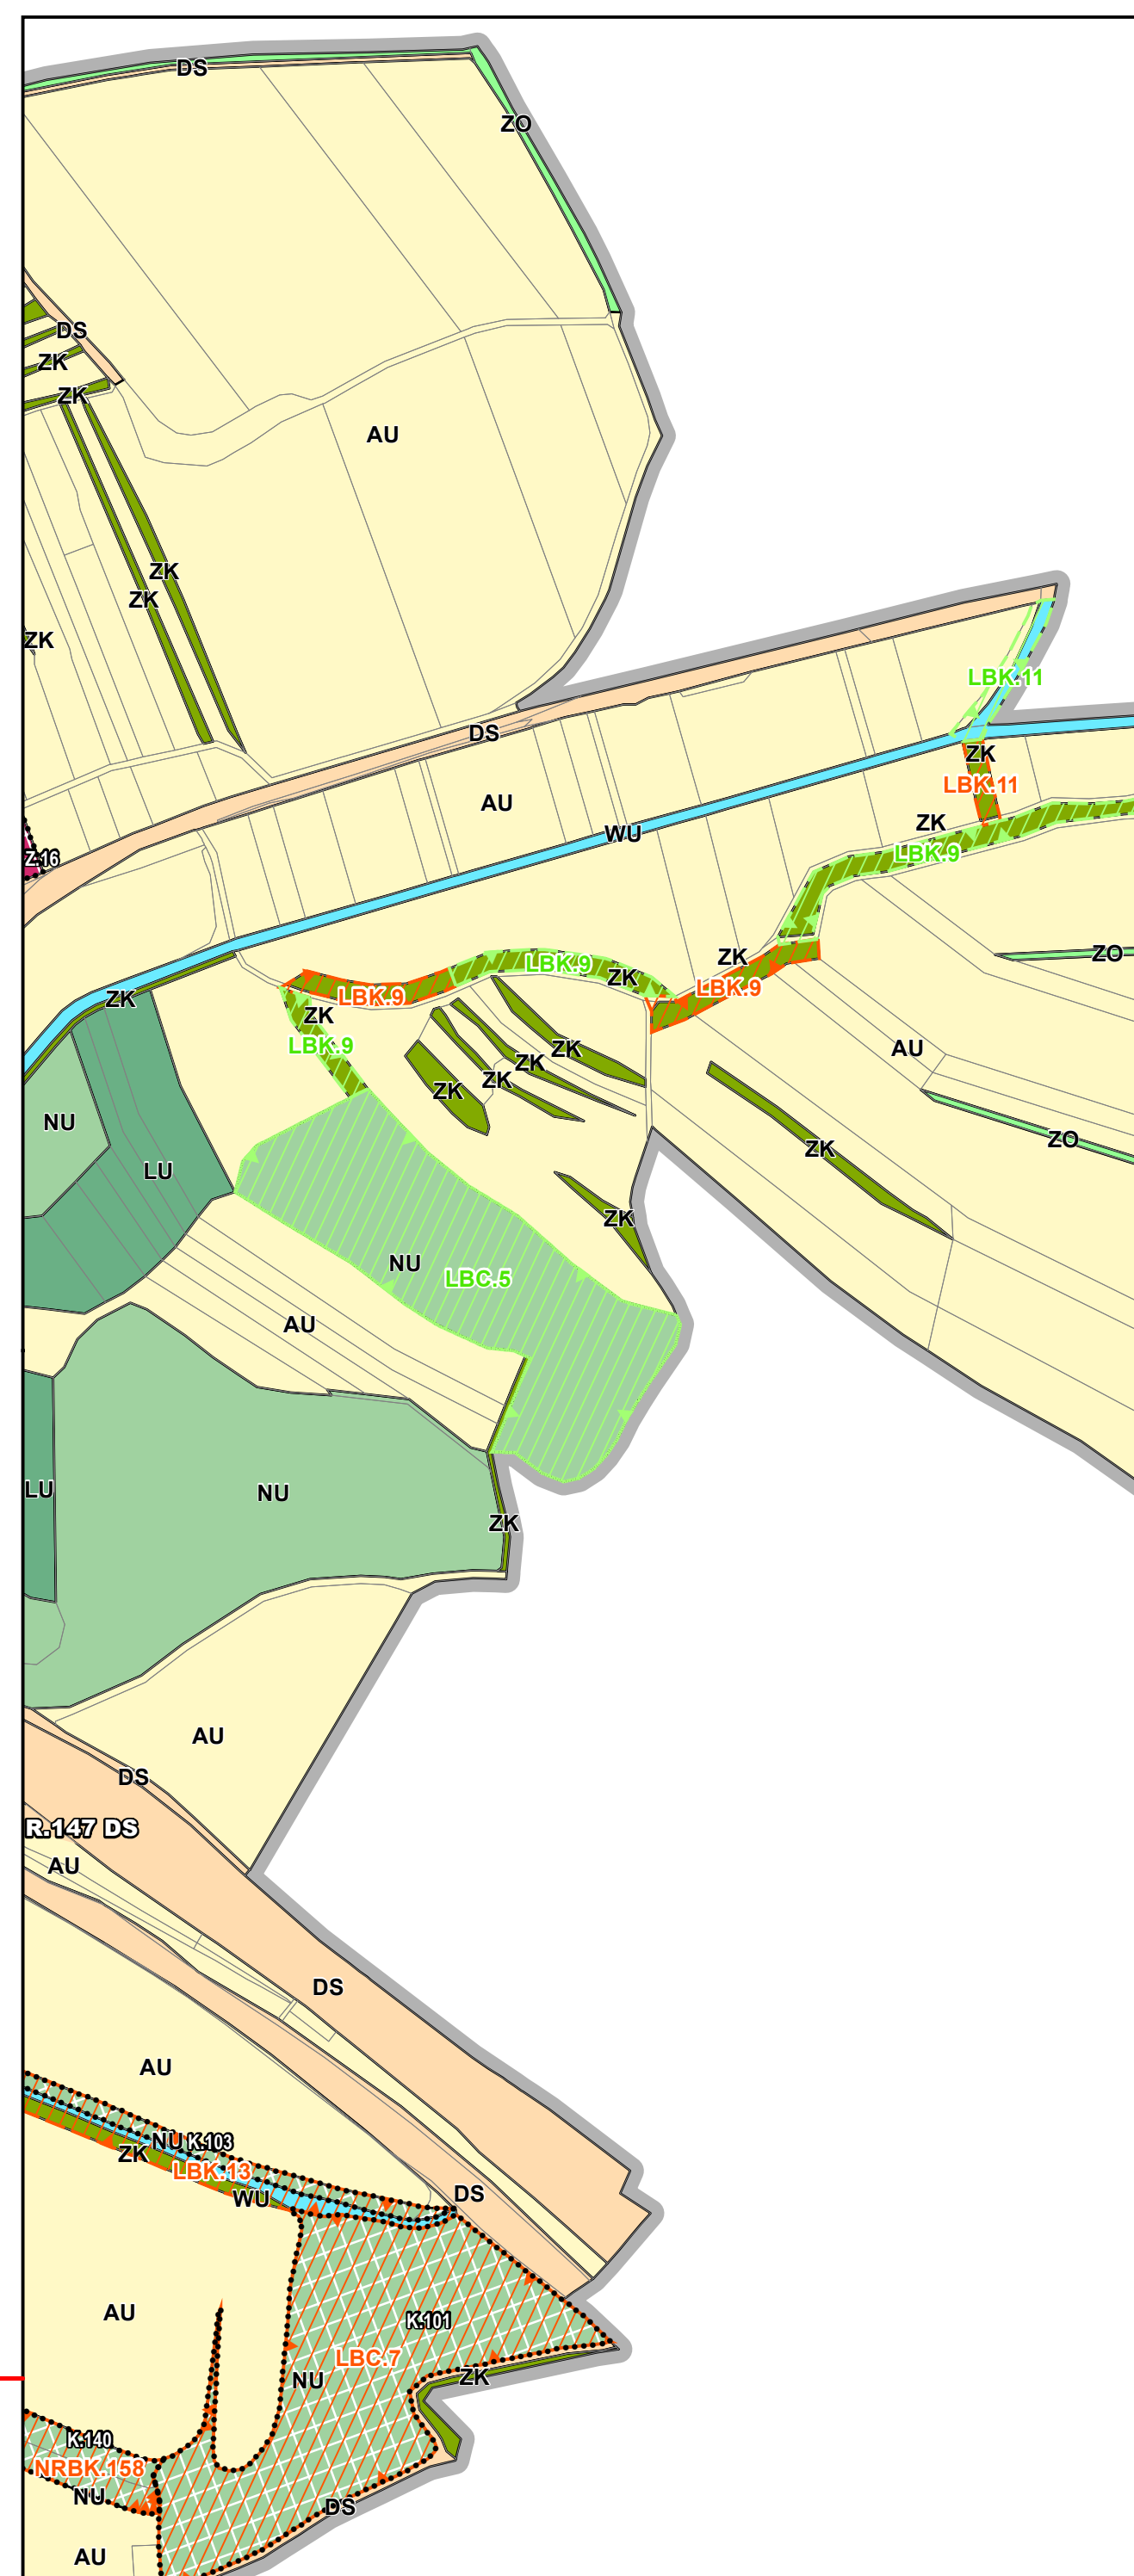 DS
ZO
DS
ZK
ZK
AU
ZK
ZK
ZK
LBK.11
DS
ZK
LBK.11
AU
ZK
WU
LBK.9
Z.16
ZO
ZK
LBK.9
ZK
LBK.9
ZK
LBK.9
ZK
LBK.9
AU
ZK
ZK
ZK
ZK
NU
ZO
ZK
LU
ZK
NU
LBC.5
AU
LU
NU
ZK
AU
DS
R.147 DS
AU
DS
AU
NU K.103
ZK
LBK.13
DS
WU
AU
K.101
LBC.7
NU
ZK
K.140
NRBK.158
NU
DS
AU